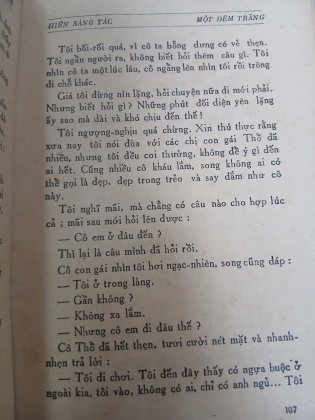 HIÊN SÁNG TÁC MỘT ĐÊM TRĂNG
Tôi bối-rối quá, vì cô ta bỗng dưng có vẻ thẹn.
Tôi ngần người ra, không biết hỏi thêm câu gì. Tôi
nhìn cô ta một lúc lâu, cô ngẳng lên nhìn tôi rồi trông
đi chỗ khác.
Giá tôi đừng nín lặng, hỏi chuyện nữa đi mới phải.
Nhưng biết hỏi gì ? Những phút đối diện yên lặng
ấy sao mà dài và khó chịu đến thế !
Tôi ngượng-nghịu quá chừng. Xin thú thực rằng
xưa nay tôi nói đùa với các chị con gái Thổ đã
nhiều, nhưng tôi đều coi thường, không để ý gì đến
ai hết. Cũng nhiều cô kháu lắm, song không ai có
thể gọi là đẹp, đẹp trong trẻo và say đắm như cô
này.
Tôi nghĩ mãi, mà chẳng có câu nào cho hợp lúc
cả ; mãi sau mới hỏi lên được :
— Cô em ở đâu đến ?
Thì lại là câu mình đã hỏi rồi.
Cô con gái nhìn tôi hơi ngạc-nhiên, song cũng đáp :
— Tôi ở trong làng.
— Gần không ?
— Không xa lắm.
— Nhưng cô em đi đâu thế ?
Cô Thổ đã hết thẹn, tươi cười nét mặt và nhanh-
nhẹn trả lời :
— Tôi đi chơi. Tôi đến đây thấy có ngựa buộc ở
ngoài kia, tôi vào, không có ai, chỉ có anh ngủ... Tôi
107